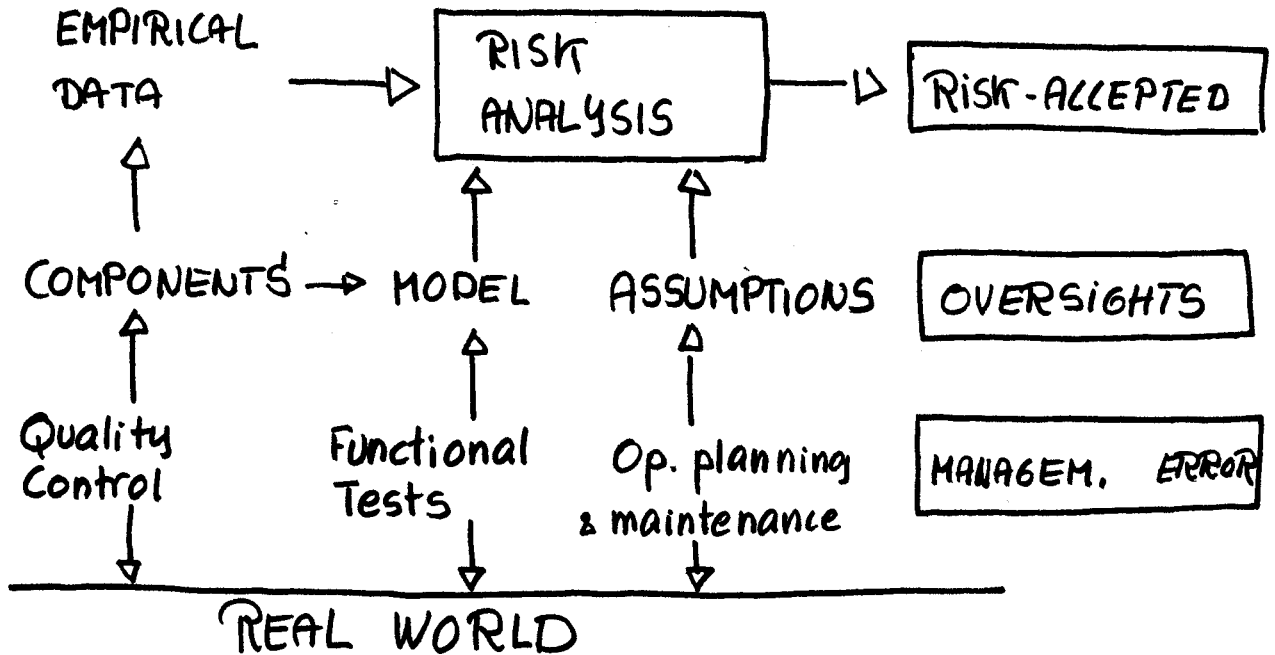 EMPIRICAL
DATA
RISK
ANALYSIS
RISK-ACCEPTED
COMPONENTS
MODEL
ASSUMPTIONS
OVERSIGHTS
Quality
Control
Functional
Tests
Op. planning
& maintenance
MANAGEM. ERROR
REAL WORLD